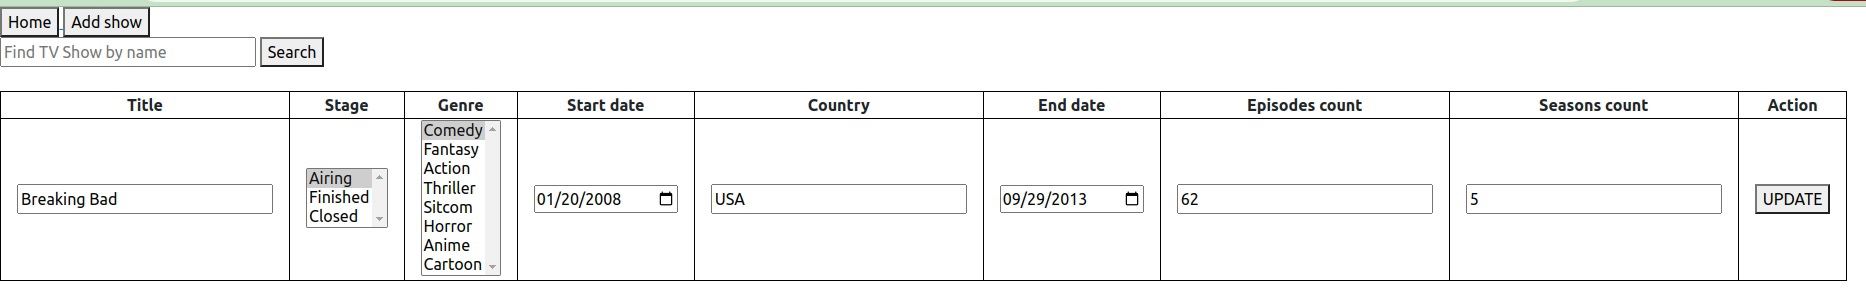 Home Add show
Find TV Show by name Search
Title Stage Genre Start date Country End date Episodes count Seasons count Action
Breaking Bad
Airing
Finished
Closed
Comedy
Fantasy
Action
Thriller
Sitcom
Horror
Anime
Cartoon
01/20/2008
USA
09/29/2013
62
5
UPDATE